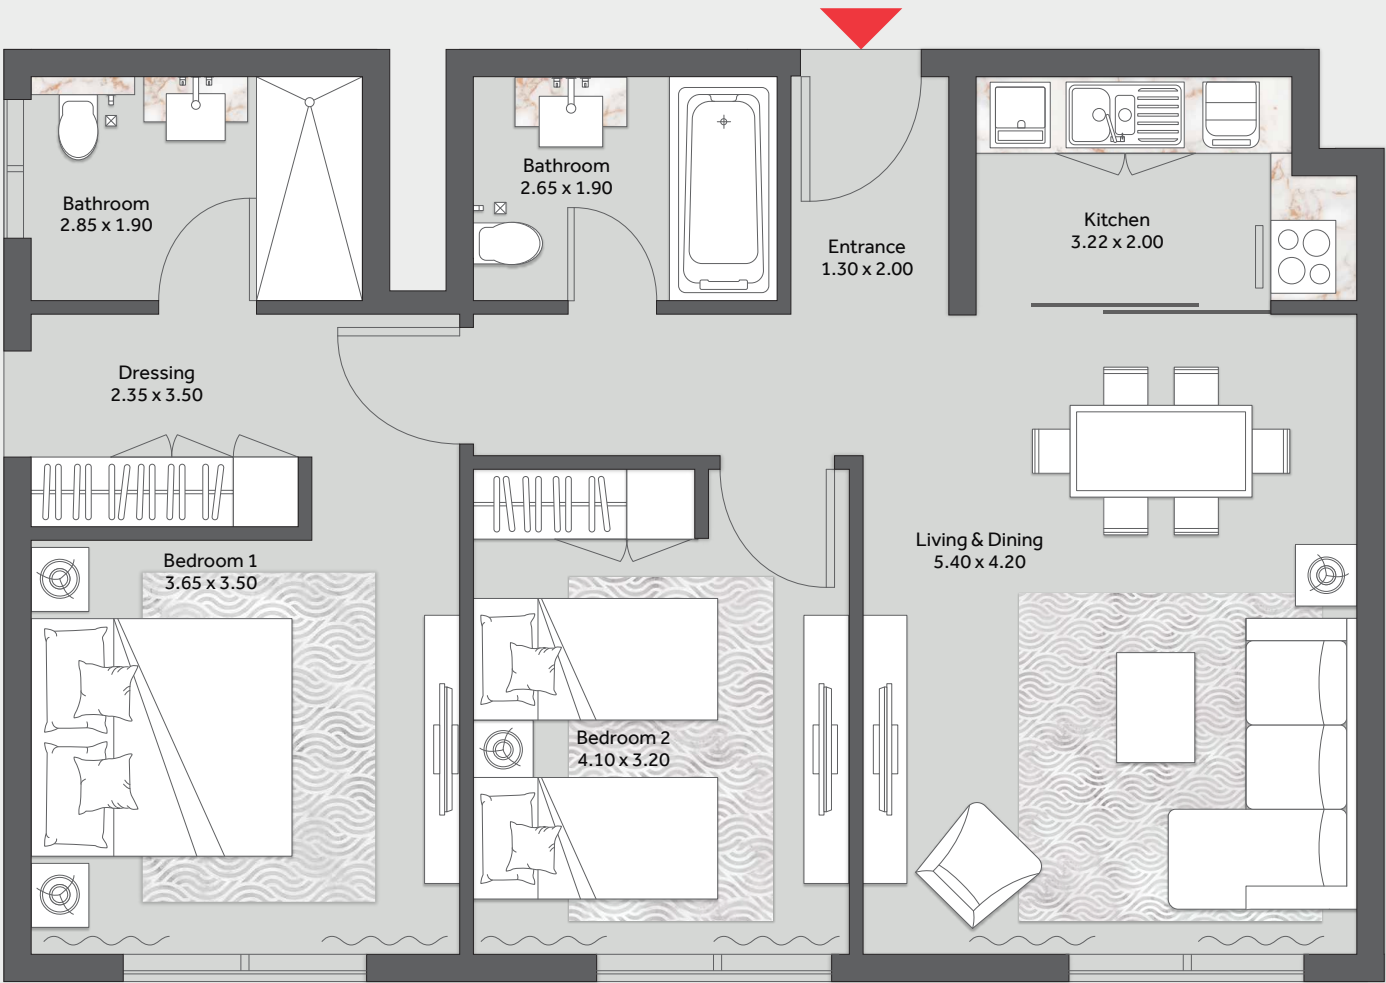 Bathroom
2.85 x 1.90
Bathroom
2.65 x 1.90
Entrance
1.30 x 2.00
Kitchen
3.22 x 2.00
Dressing
2.35 x 3.50
Bedroom 1
3.65 x 3.50
Living & Dining
5.40 x 4.20
Bedroom 2
4.10 x 3.20